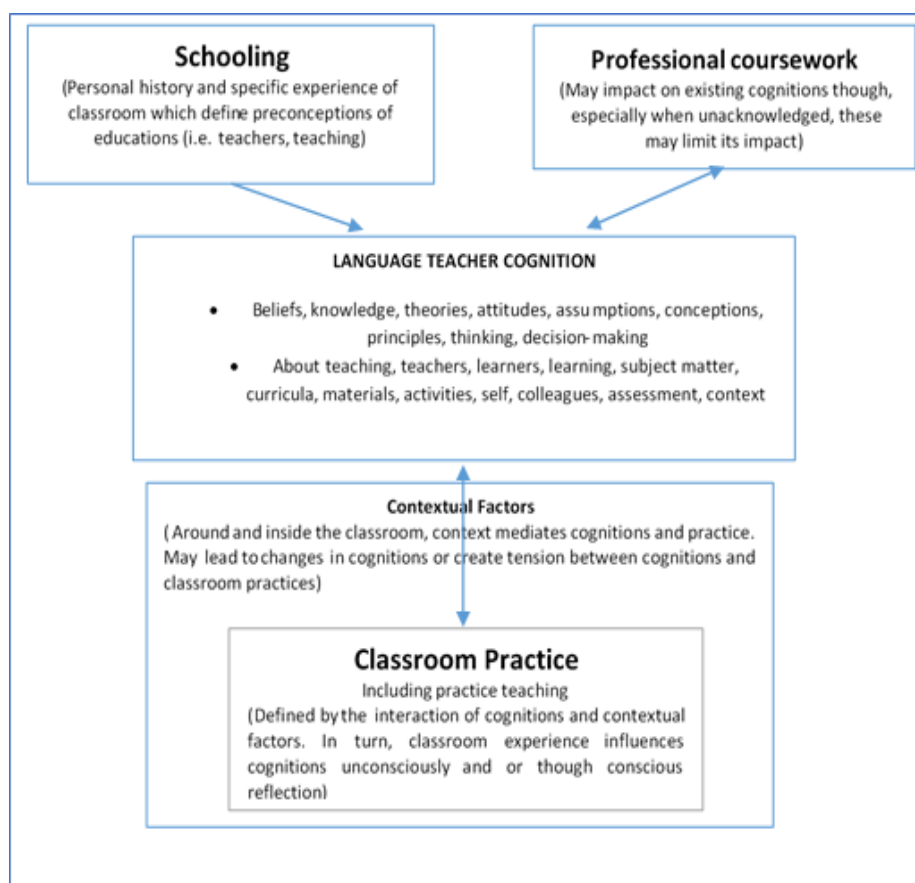 Schooling
(Personal history and specific experience of
classroom which define preconceptions of
educations (i.e. teachers, teaching)
Professional coursework
(May impact on existing cognitions though,
especially when unacknowledged, these
may limit its impact)
LANGUAGE TEACHER COGNITION
• Beliefs, knowledge, theories, attitudes, assumptions, conceptions,
principles, thinking, decision-making
• About teaching, teachers, learners, learning, subject matter,
curricula, materials, activities, self, colleagues, assessment, context
Contextual Factors
( Around and inside the classroom, context mediates cognitions and practice.
May lead to changes in cognitions or create tension between cognitions and
classroom practices)
Classroom Practice
Including practice teaching
(Defined by the interaction of cognitions and contextual
factors. In turn, classroom experience influences
cognitions unconsciously and or though conscious
reflection)